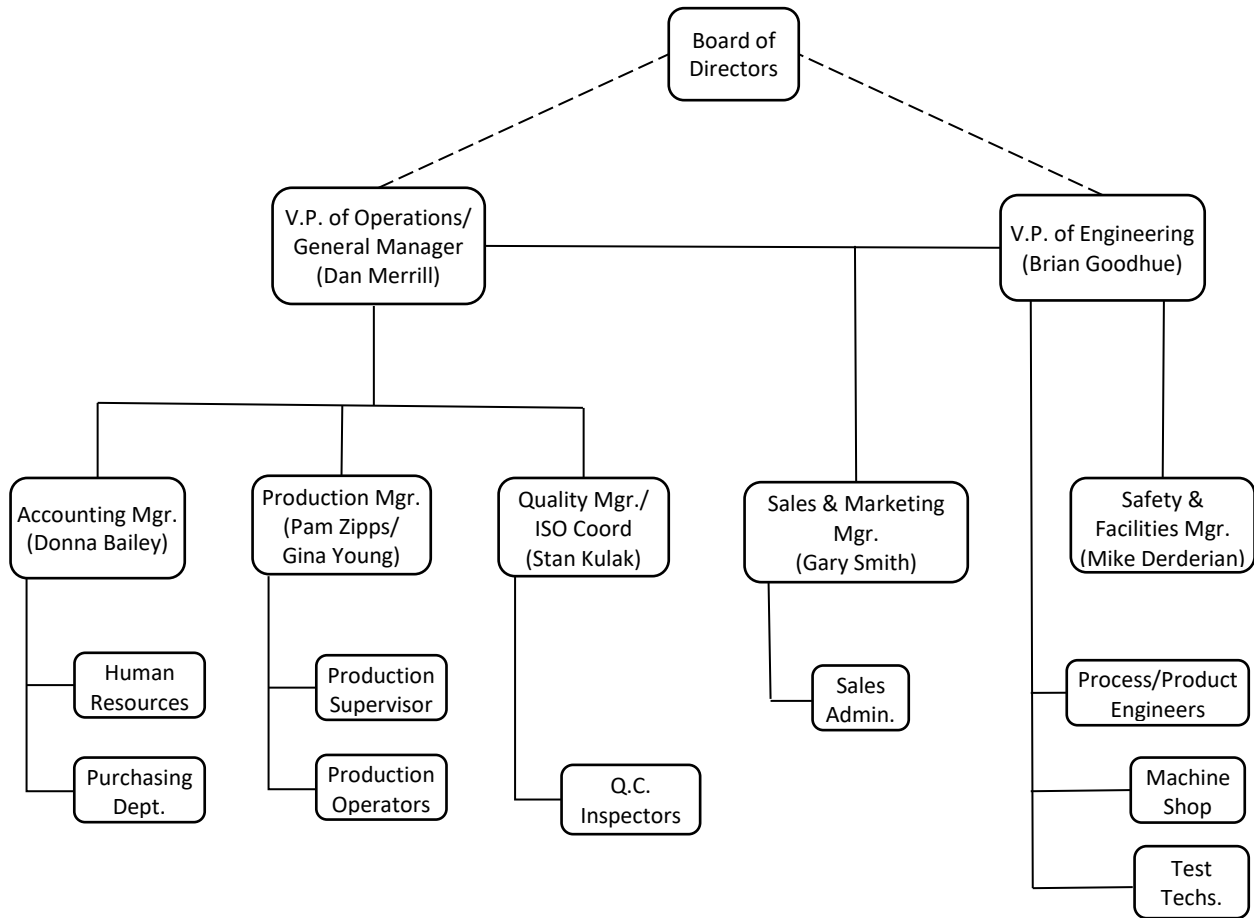 Board of
Directors
V.P. of Operations/
General Manager
(Dan Merrill)
V.P. of Engineering
(Brian Goodhue)
Accounting Mgr.
(Donna Bailey)
Production Mgr.
(Pam Zipps/
Gina Young)
Quality Mgr./
ISO Coord
(Stan Kulak)
Sales & Marketing
Mgr.
(Gary Smith)
Safety &
Facilities Mgr.
(Mike Derderian)
Human
Resources
Purchasing
Dept.
Production
Supervisor
Production
Operators
Q.C.
Inspectors
Sales
Admin.
Process/Product
Engineers
Machine
Shop
Test
Techs.